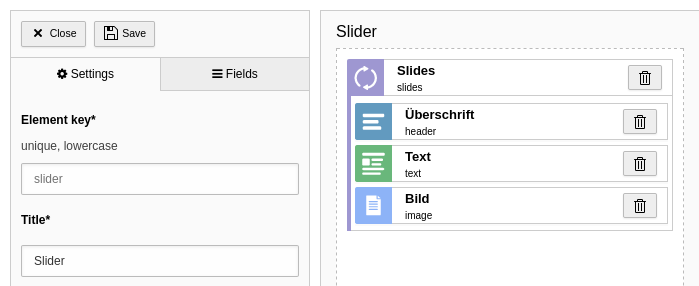 Close
Save
Settings
Fields
Element key*
unique, lowercase
slider
Title*
Slider
Slider
Slides
slides
Überschrift
header
Text
text
Bild
image